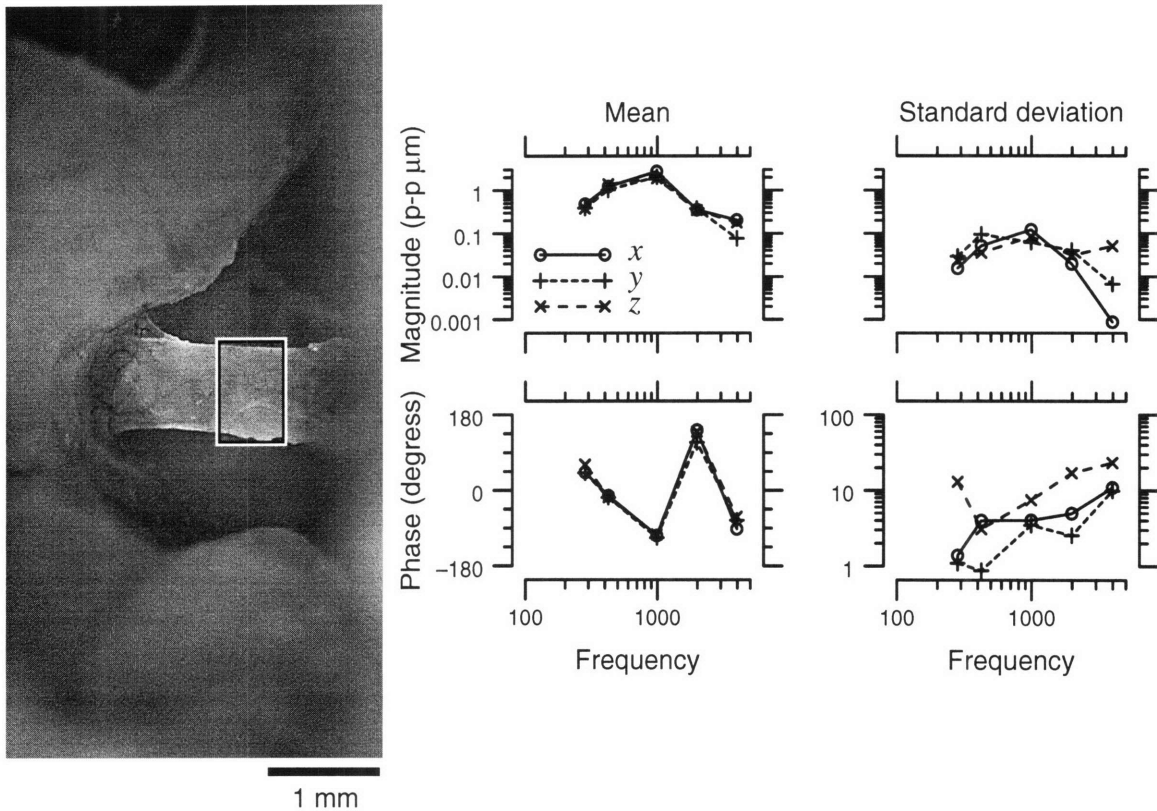 Mean
Standard deviation
Magnitude (p-p μm)
1
0.1
0.01
0.001
x
y
z
Phase (degress)
180
0
−180
100
10
1
100
1000
100
1000
Frequency
Frequency
1 mm